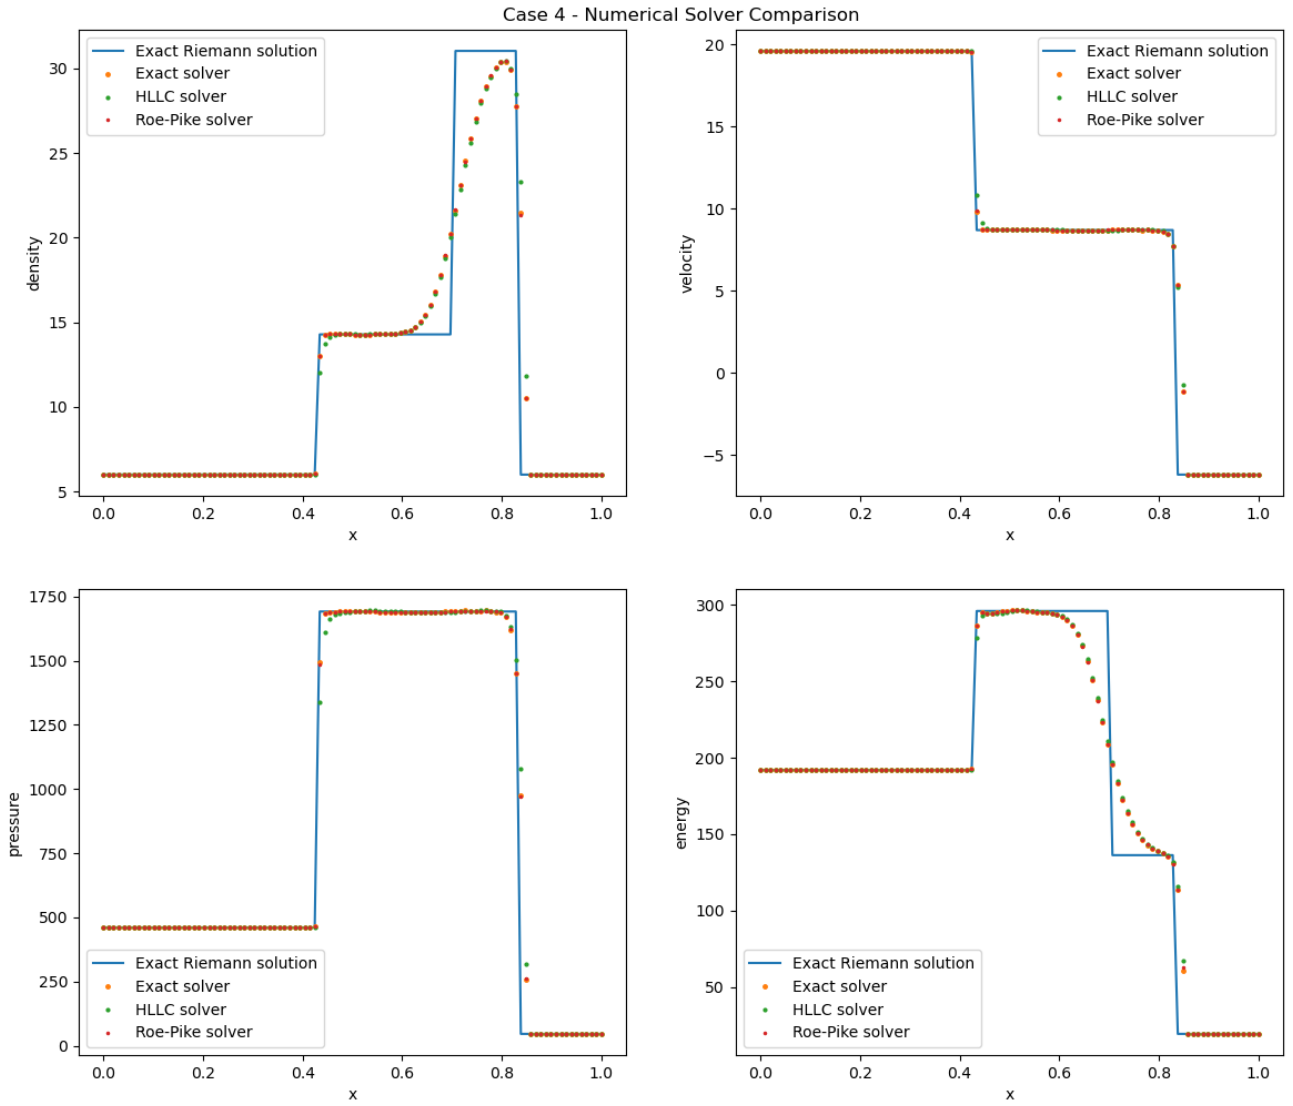 Case 4 - Numerical Solver Comparison
Exact Riemann solution
Exact solver
HLLC solver
Roe-Pike solver
density
30
25
20
15
10
5
0.0 0.2 0.4 0.6 0.8 1.0
x
Exact Riemann solution
Exact solver
HLLC solver
Roe-Pike solver
velocity
20
15
10
5
0
−5
0.0 0.2 0.4 0.6 0.8 1.0
x
pressure
1750
1500
1250
1000
750
500
250
0
Exact Riemann solution
Exact solver
HLLC solver
Roe-Pike solver
0.0 0.2 0.4 0.6 0.8 1.0
x
energy
300
250
200
150
100
50
Exact Riemann solution
Exact solver
HLLC solver
Roe-Pike solver
0.0 0.2 0.4 0.6 0.8 1.0
x